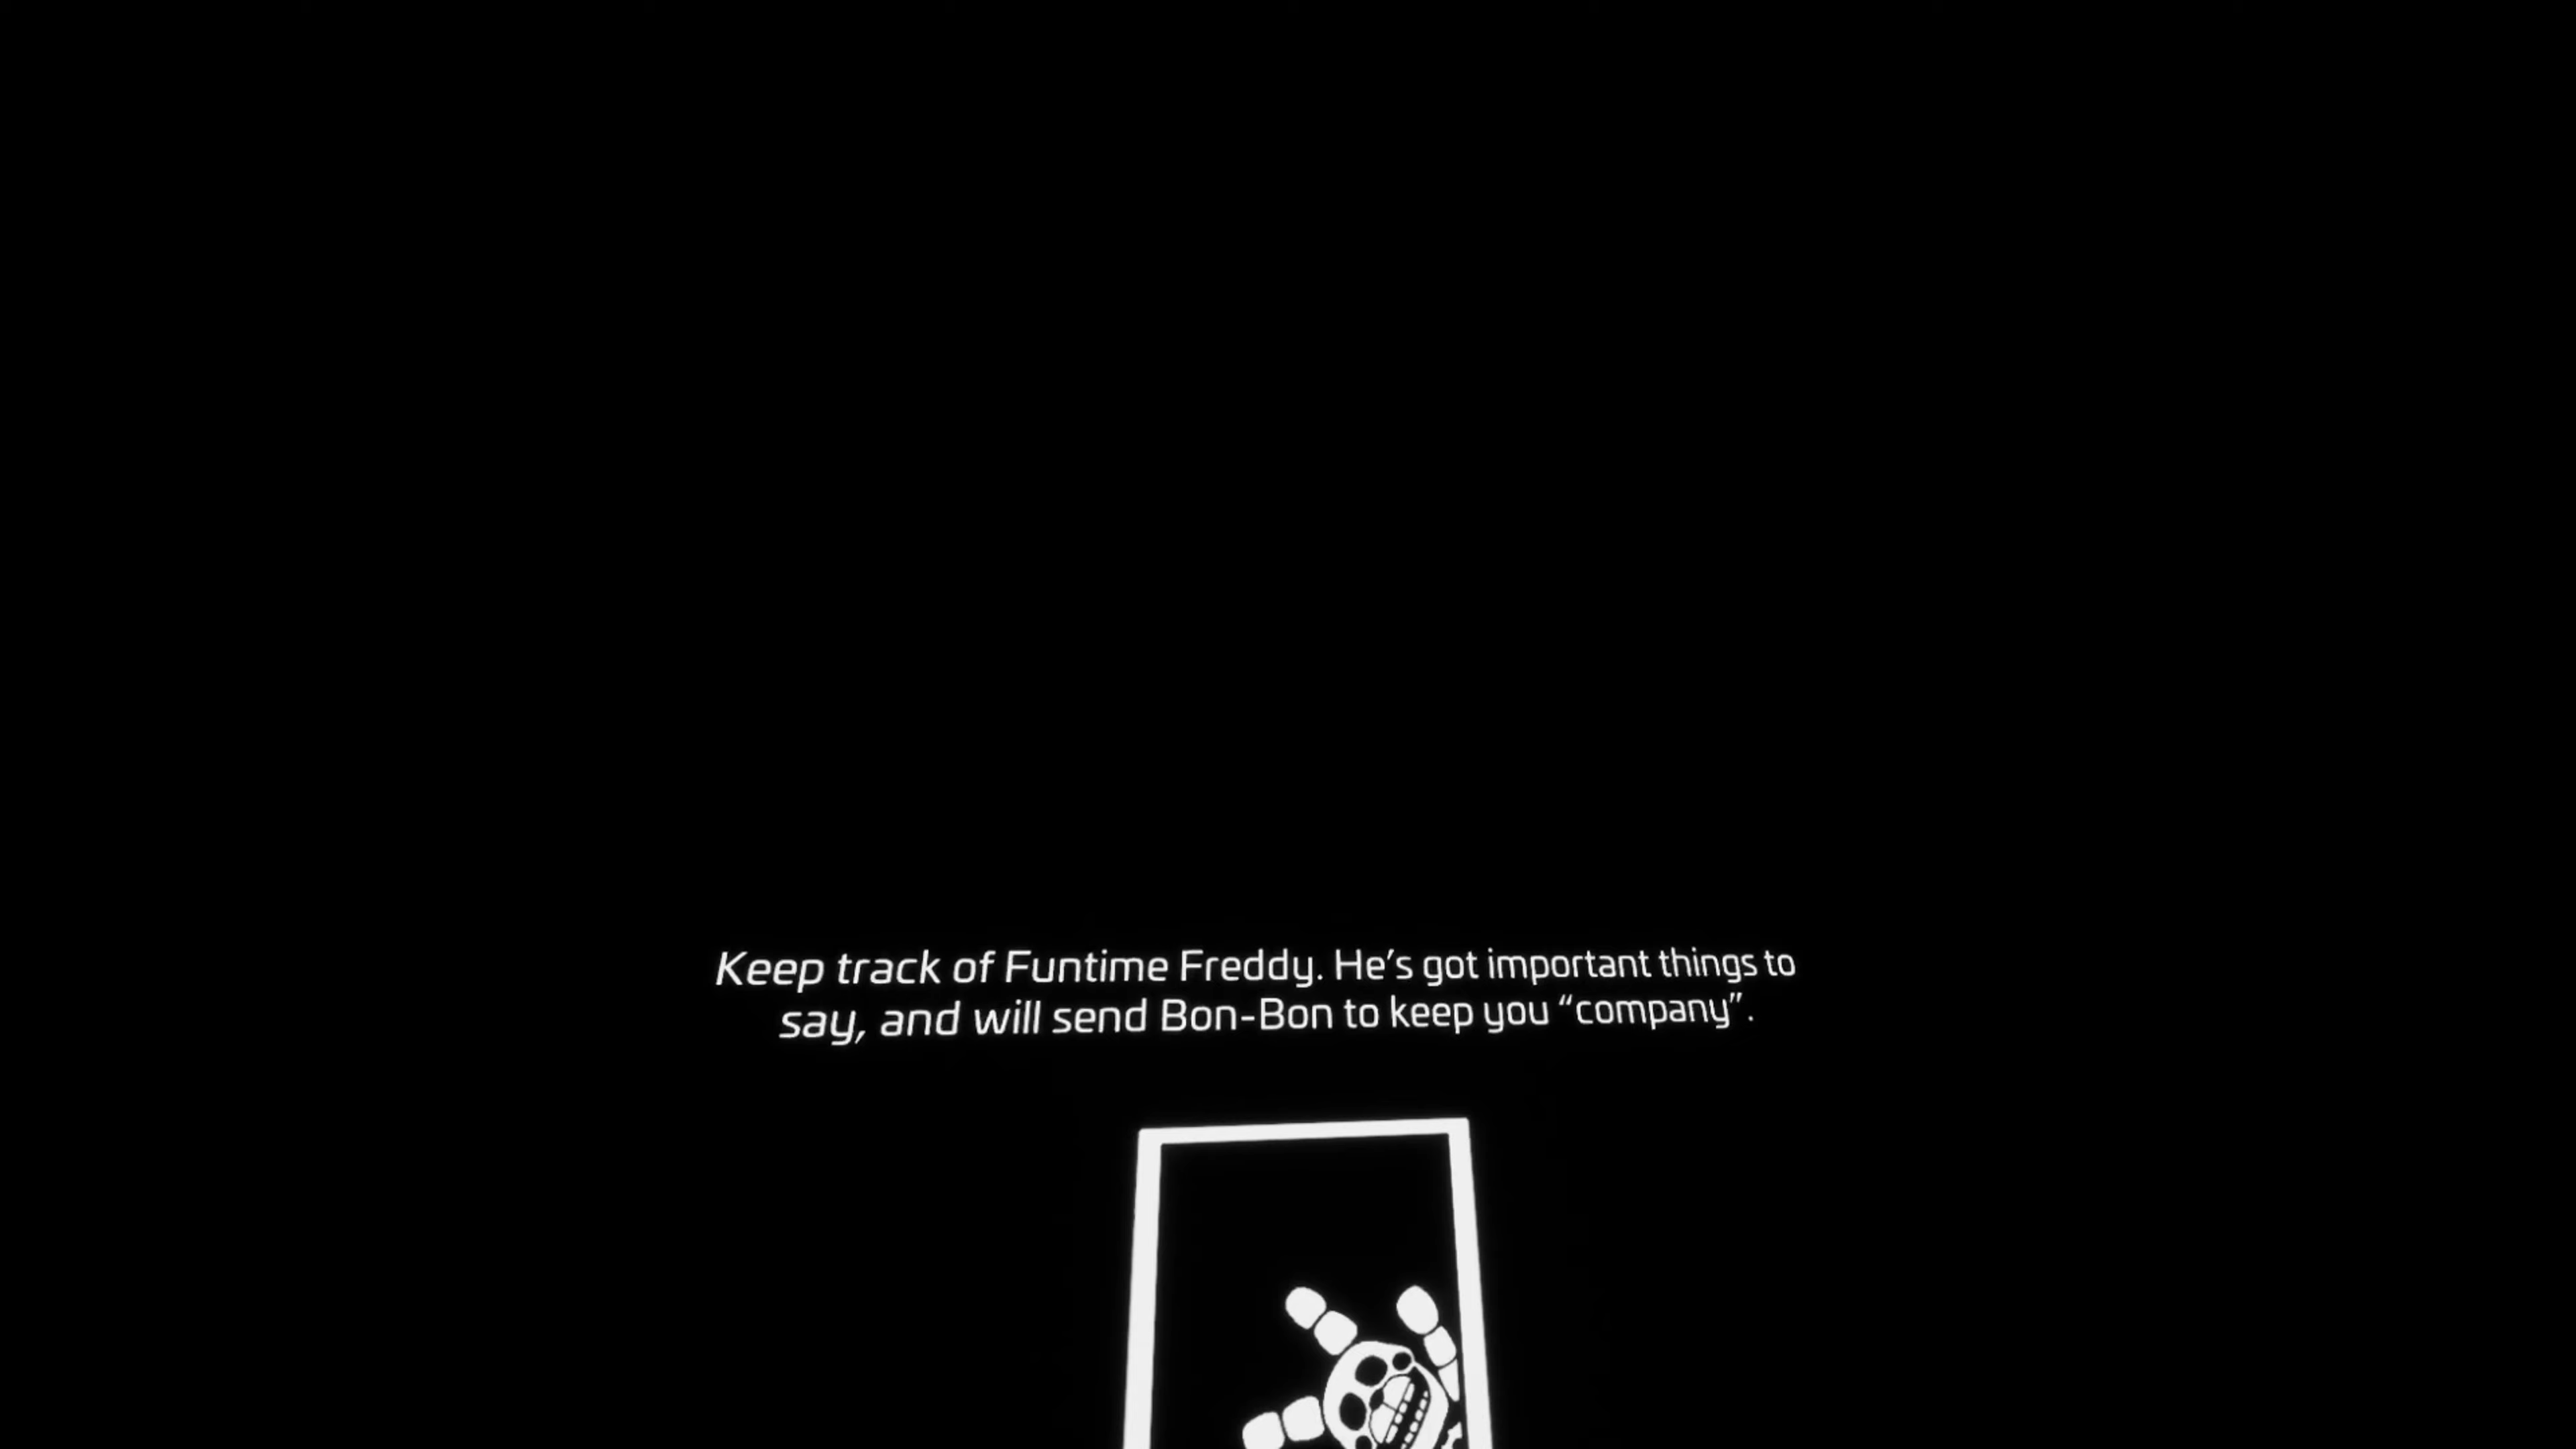 Keep track of Funtime Freddy. He's got important things to
say, and will send Bon-Bon to keep you “company”.